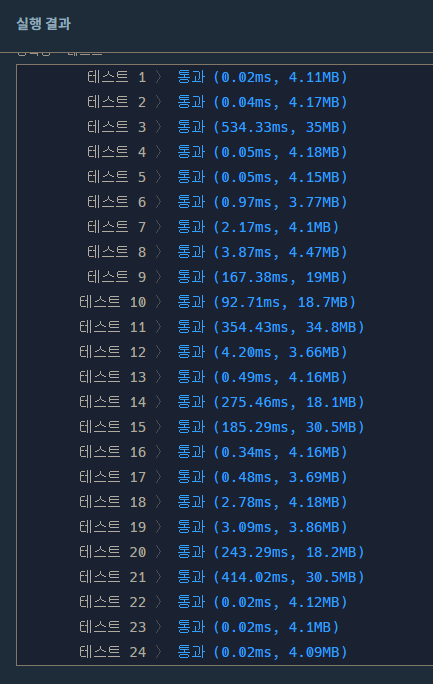 실행 결과
테스트 1 〉 통과 (0.02ms, 4.11MB)
테스트 2 〉 통과 (0.04ms, 4.17MB)
테스트 3 〉 통과 (534.33ms, 35MB)
테스트 4 〉 통과 (0.05ms, 4.18MB)
테스트 5 〉 통과 (0.05ms, 4.15MB)
테스트 6 〉 통과 (0.97ms, 3.77MB)
테스트 7 〉 통과 (2.17ms, 4.1MB)
테스트 8 〉 통과 (3.87ms, 4.47MB)
테스트 9 〉 통과 (167.38ms, 19MB)
테스트 10 〉 통과 (92.71ms, 18.7MB)
테스트 11 〉 통과 (354.43ms, 34.8MB)
테스트 12 〉 통과 (4.20ms, 3.66MB)
테스트 13 〉 통과 (0.49ms, 4.16MB)
테스트 14 〉 통과 (275.46ms, 18.1MB)
테스트 15 〉 통과 (185.29ms, 30.5MB)
테스트 16 〉 통과 (0.34ms, 4.16MB)
테스트 17 〉 통과 (0.48ms, 3.69MB)
테스트 18 〉 통과 (2.78ms, 4.18MB)
테스트 19 〉 통과 (3.09ms, 3.86MB)
테스트 20 〉 통과 (243.29ms, 18.2MB)
테스트 21 〉 통과 (414.02ms, 30.5MB)
테스트 22 〉 통과 (0.02ms, 4.12MB)
테스트 23 〉 통과 (0.02ms, 4.1MB)
테스트 24 〉 통과 (0.02ms, 4.09MB)